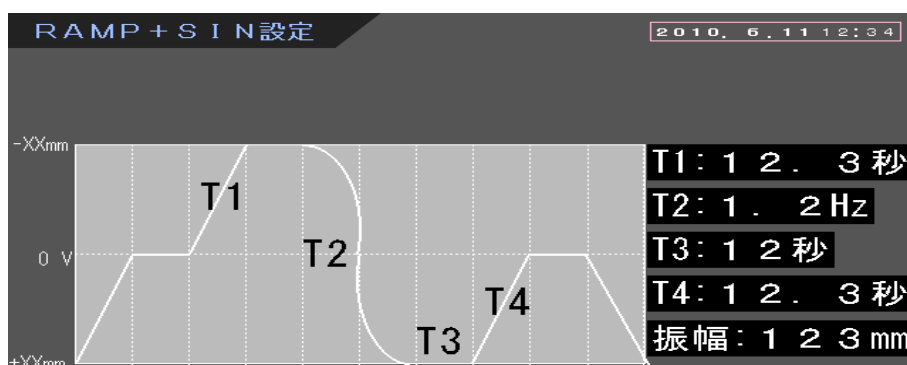 RAMP+SIN設定
2010. 6.11 12:34
-XXmm
T1
T1:12. 3秒
T2:1. 2Hz
0 V
T2
T3:12秒
T4
T4:12. 3秒
T3
振幅:123mm
+XXmm